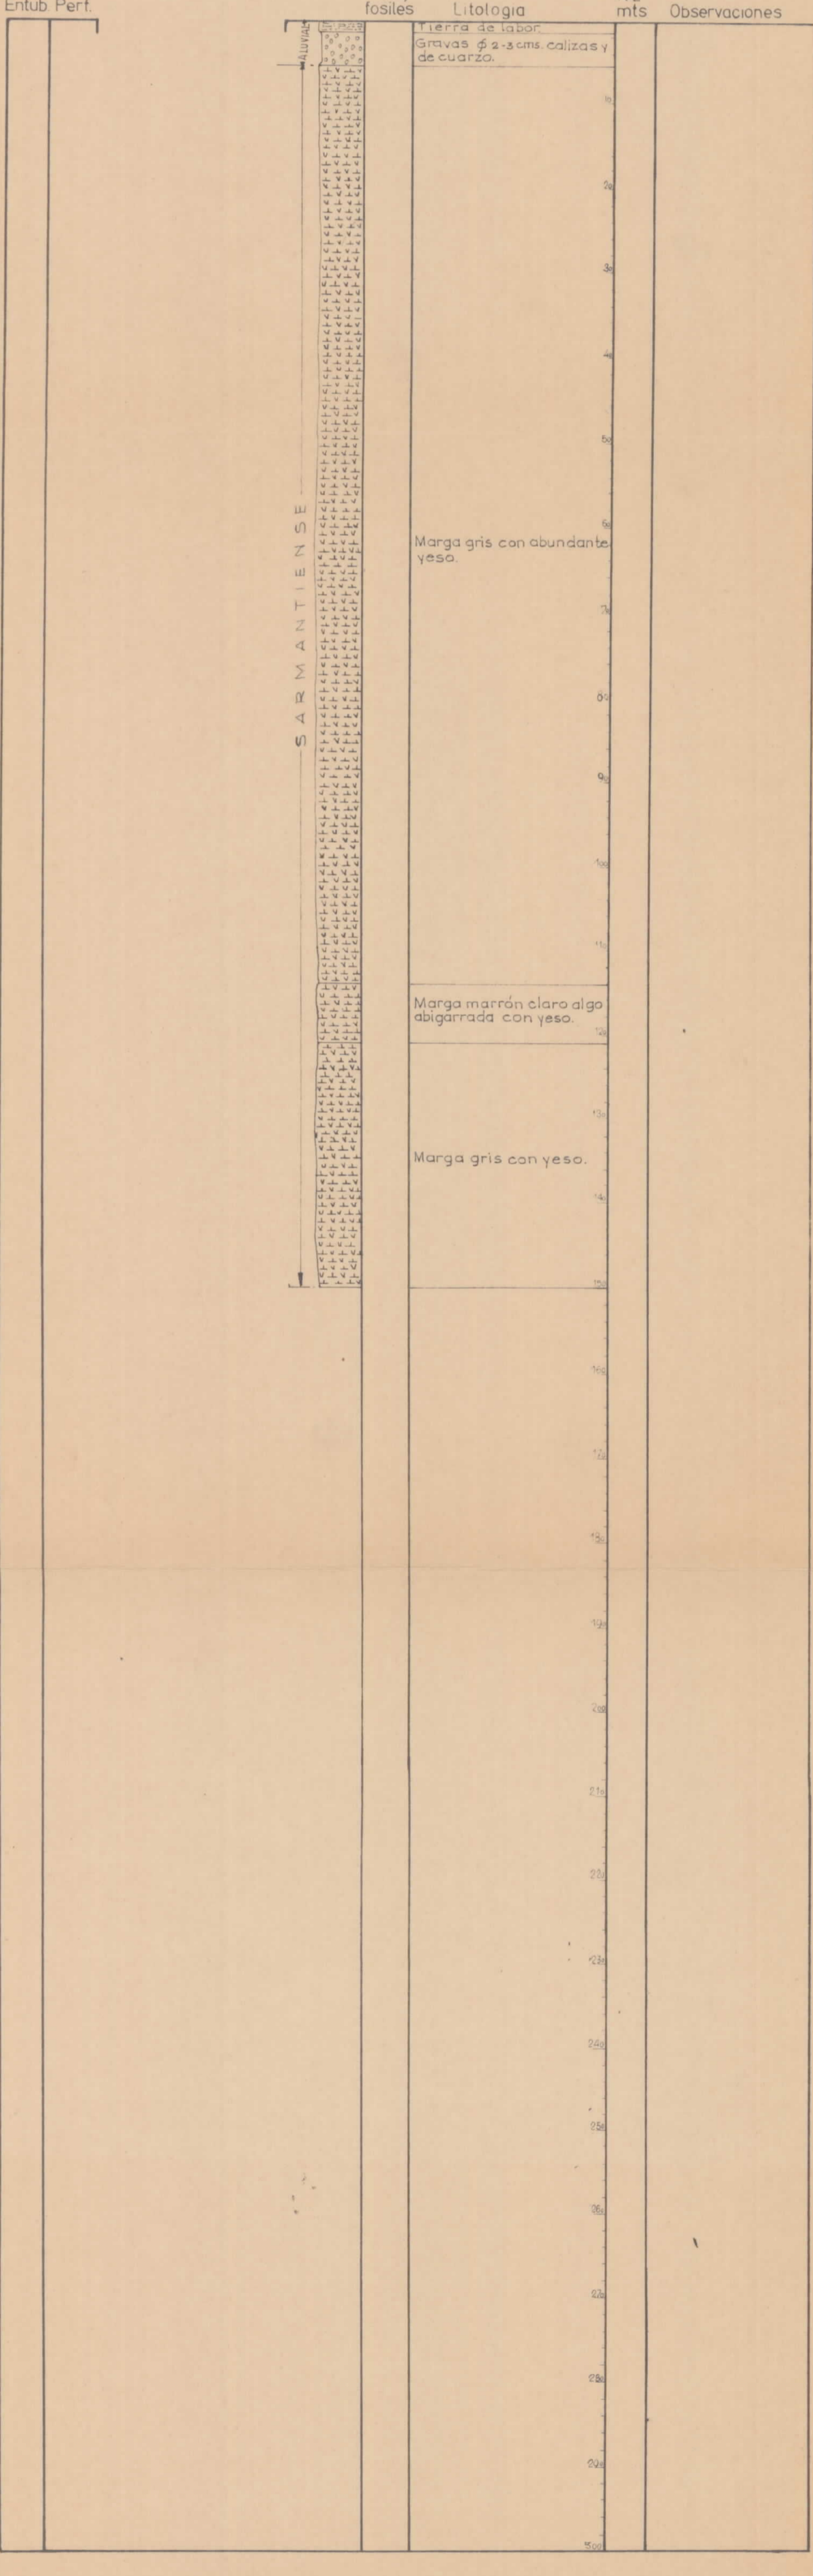 Entub. Perf.
fosiles Litologia mts Observaciones
ALUVIAL
Tierra de labor
Gravas ϕ 2-3 cms. calizas y
de cuarzo.
10
20
30
40
50
60
SARMANTIENSE
Marga gris con abundante
yeso.
70
80
90
100
110
Marga marrón claro algo
abigarrada con yeso.
120
130
Marga gris con yeso.
140
150
160
170
180
190
200
210
220
230
240
250
260
270
280
290
300